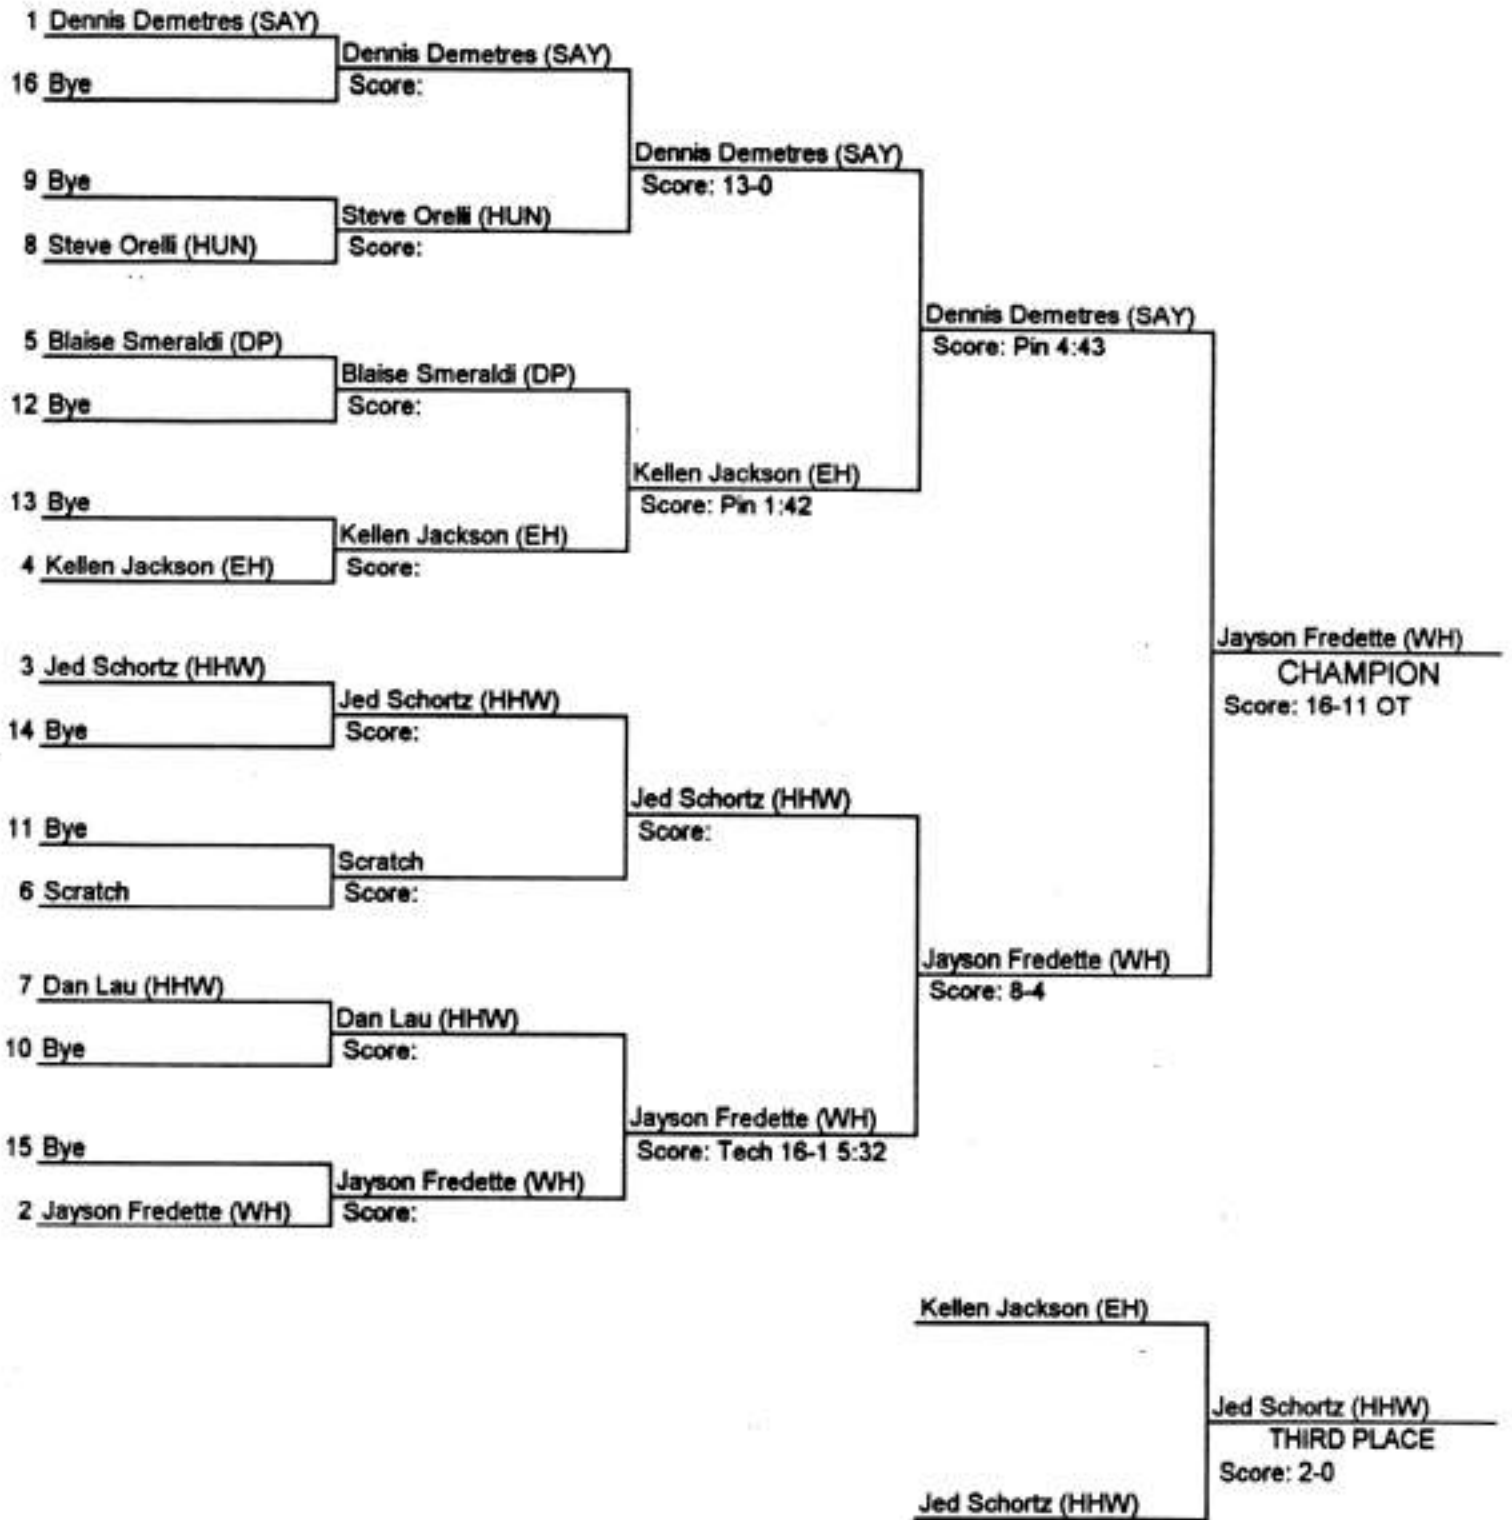 1 Dennis Demetres (SAY)
Dennis Demetres (SAY)
Score:
16 Bye
Dennis Demetres (SAY)
Score: 13-0
9 Bye
Steve Orelli (HUN)
Score:
8 Steve Orelli (HUN)
Dennis Demetres (SAY)
Score: Pin 4:43
5 Blaise Smeraldi (DP)
Blaise Smeraldi (DP)
Score:
12 Bye
Kellen Jackson (EH)
Score: Pin 1:42
13 Bye
Kellen Jackson (EH)
Score:
4 Kellen Jackson (EH)
Jayson Fredette (WH)
CHAMPION
Score: 16-11 OT
3 Jed Schortz (HHW)
Jed Schortz (HHW)
Score:
14 Bye
Jed Schortz (HHW)
Score:
11 Bye
Scratch
Score:
6 Scratch
Jayson Fredette (WH)
Score: 8-4
7 Dan Lau (HHW)
Dan Lau (HHW)
Score:
10 Bye
Jayson Fredette (WH)
Score: Tech 16-1 5:32
15 Bye
Jayson Fredette (WH)
Score:
2 Jayson Fredette (WH)
Kellen Jackson (EH)
Jed Schortz (HHW)
THIRD PLACE
Score: 2-0
Jed Schortz (HHW)